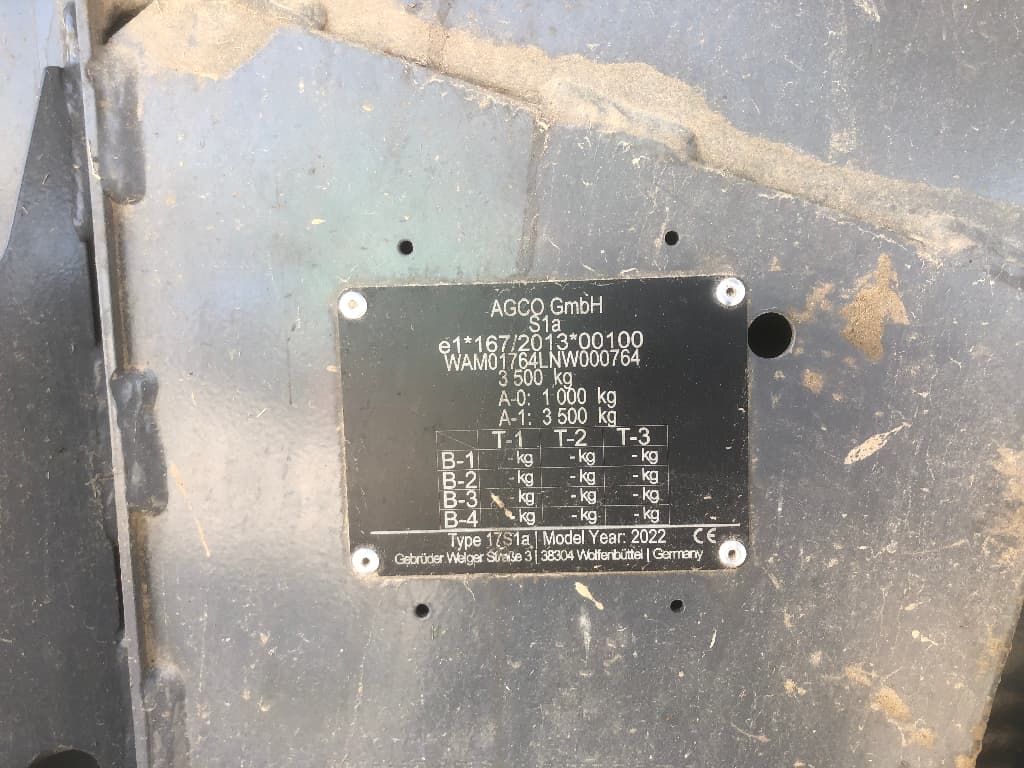 AGCO GmbH
S1a
e1*167/2013*00100
WAM01764LNW000764
3 500 kg
A-0: 1 000 kg
A-1: 3 500 kg
T-1 T-2 T-3
B-1 -kg -kg -kg
B-2 -kg -kg -kg
B-3 -kg -kg -kg
B-4 -kg -kg -kg
Type 17S1a | Model Year: 2022 CE
Gebrüder Welger Straße 3 | 38304 Wolfenbüttel | Germany